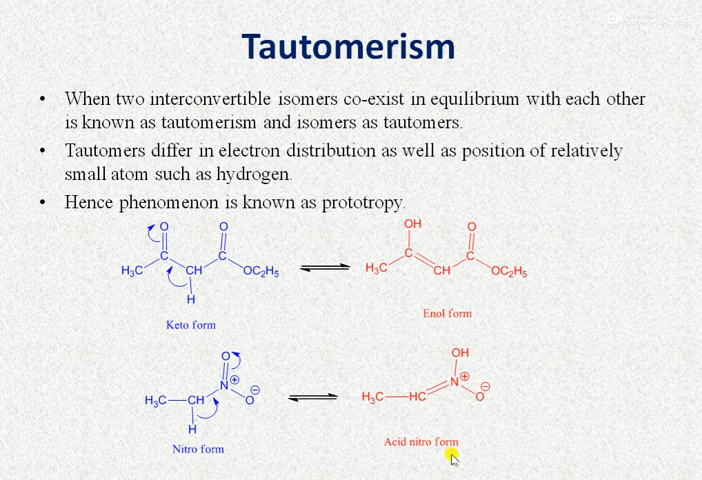 Tautomerism
• When two interconvertible isomers co-exist in equilibrium with each other
is known as tautomerism and isomers as tautomers.
• Tautomers differ in electron distribution as well as position of relatively
small atom such as hydrogen.
• Hence phenomenon is known as prototropy.
O O OH O
C C C C
H₃C CH OC₂H₅ H₃C CH OC₂H₅
H
Keto form Enol form
O OH
N⊕ N⊕
H₃C CH O⊖ H₃C HC O⊖
H
Nitro form Acid nitro form